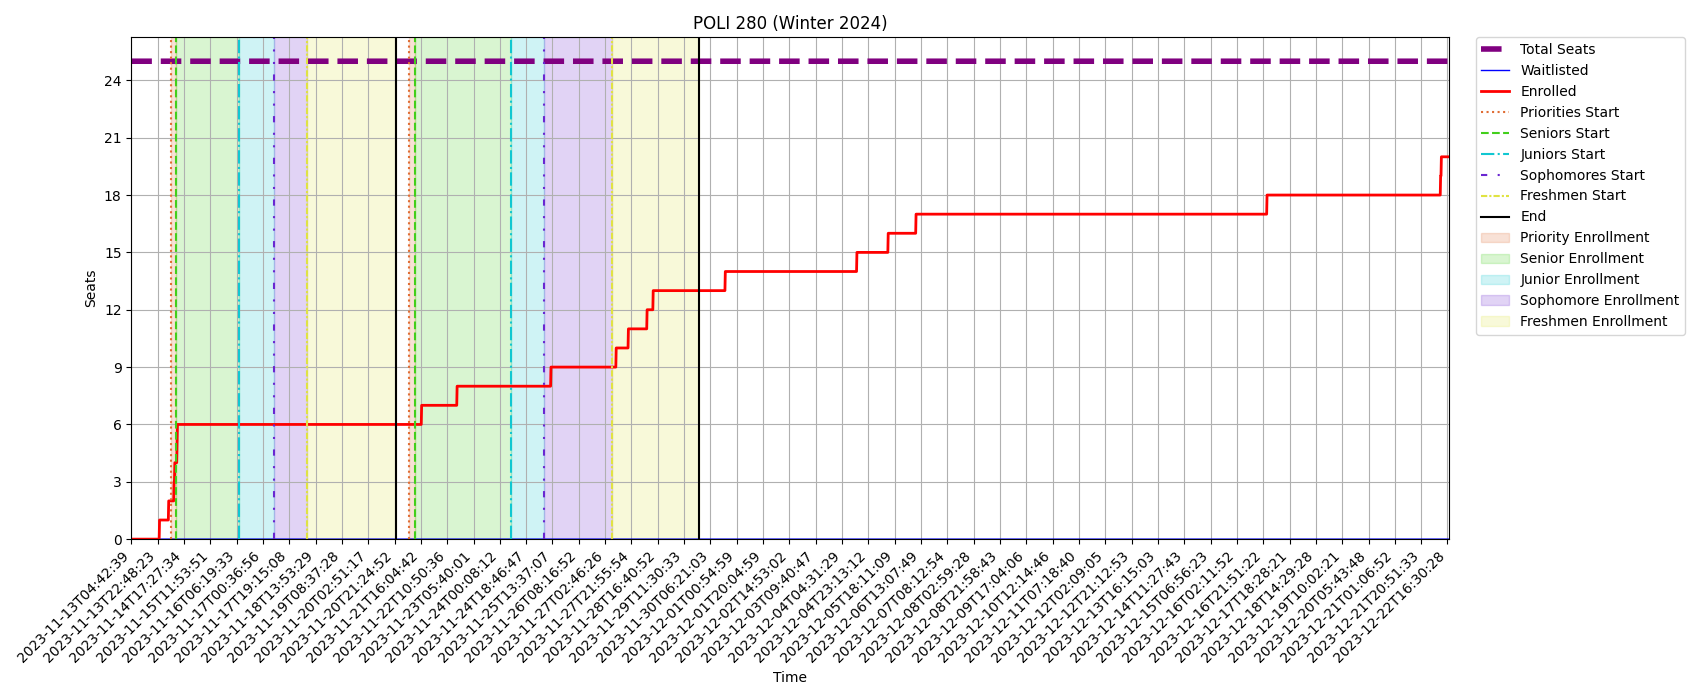 POLI 280 (Winter 2024)
Seats
24
21
18
15
12
9
6
3
0
2023-11-13T04:42:39
2023-11-13T22:48:23
2023-11-14T17:27:34
2023-11-15T11:53:51
2023-11-16T06:19:33
2023-11-17T00:36:56
2023-11-17T19:15:08
2023-11-18T13:53:29
2023-11-19T08:37:28
2023-11-20T02:51:17
2023-11-20T21:24:52
2023-11-21T16:04:42
2023-11-22T10:50:36
2023-11-23T05:40:01
2023-11-24T00:08:12
2023-11-24T18:46:47
2023-11-25T13:37:07
2023-11-26T08:16:52
2023-11-27T02:46:26
2023-11-27T21:55:54
2023-11-28T16:40:52
2023-11-29T11:30:33
2023-11-30T06:21:03
2023-12-01T00:54:59
2023-12-01T20:04:59
2023-12-02T14:53:02
2023-12-03T09:40:47
2023-12-04T04:31:29
2023-12-04T23:13:12
2023-12-05T18:11:09
2023-12-06T13:07:49
2023-12-07T08:12:54
2023-12-08T02:59:28
2023-12-08T21:58:43
2023-12-09T17:04:06
2023-12-10T12:14:46
2023-12-11T07:18:40
2023-12-12T02:09:05
2023-12-12T21:12:53
2023-12-13T16:15:03
2023-12-14T11:27:43
2023-12-15T06:56:23
2023-12-16T02:11:52
2023-12-16T21:51:22
2023-12-17T18:28:21
2023-12-18T14:29:28
2023-12-19T10:02:21
2023-12-20T05:43:48
2023-12-21T01:06:52
2023-12-21T20:51:33
2023-12-22T16:30:28
Time
Total Seats
Waitlisted
Enrolled
Priorities Start
Seniors Start
Juniors Start
Sophomores Start
Freshmen Start
End
Priority Enrollment
Senior Enrollment
Junior Enrollment
Sophomore Enrollment
Freshmen Enrollment